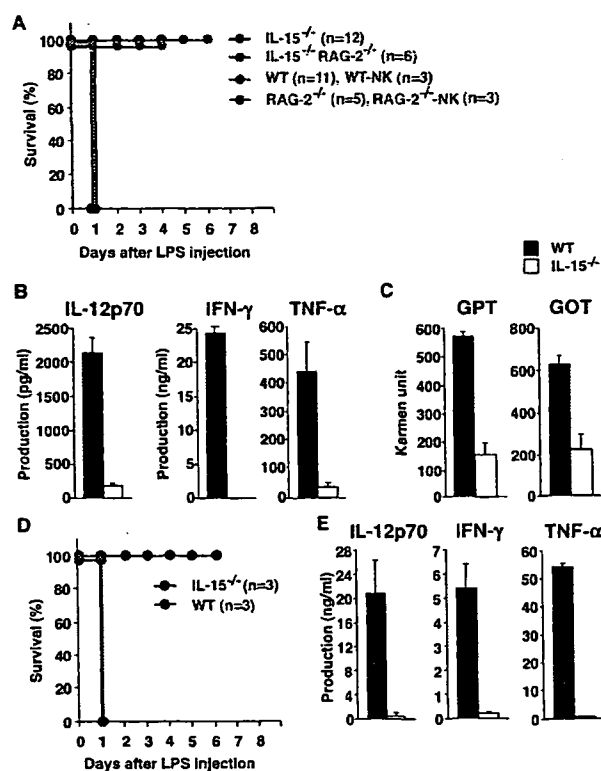 A
Survival (%)
100
80
60
40
20
0
0 1 2 3 4 5 6 7 8
Days after LPS injection
IL-15-/- (n=12)
IL-15-/- RAG-2-/- (n=6)
WT (n=11), WT-NK (n=3)
RAG-2-/- (n=5), RAG-2-/--NK (n=3)
WT
IL-15-/-
B
IL-12p70
Production (pg/ml)
2500
2000
1500
1000
500
0
IFN-γ
Production (ng/ml)
25
20
15
10
5
0
TNF-α
600
500
400
300
200
100
0
C
GPT
Karmen unit
600
500
400
300
200
100
0
GOT
800
600
400
200
0
D
Survival (%)
100
80
60
40
20
0
0 1 2 3 4 5 6 7 8
Days after LPS injection
IL-15-/- (n=3)
WT (n=3)
E
IL-12p70
Production (ng/ml)
28
24
20
16
12
8
4
0
IFN-γ
7
6
5
4
3
2
1
0
TNF-α
60
50
40
30
20
10
0